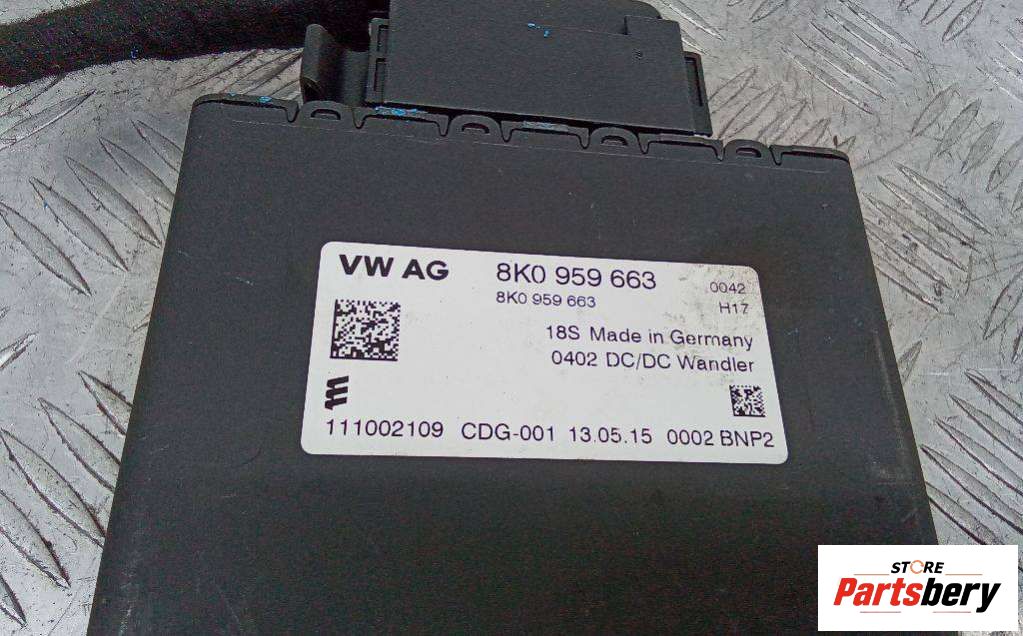 VW AG 8K0 959 663 0042
8K0 959 663 H17
18S Made in Germany
0402 DC/DC Wandler
111002109 CDG-001 13.05.15 0002 BNP2
STORE
Partsbery